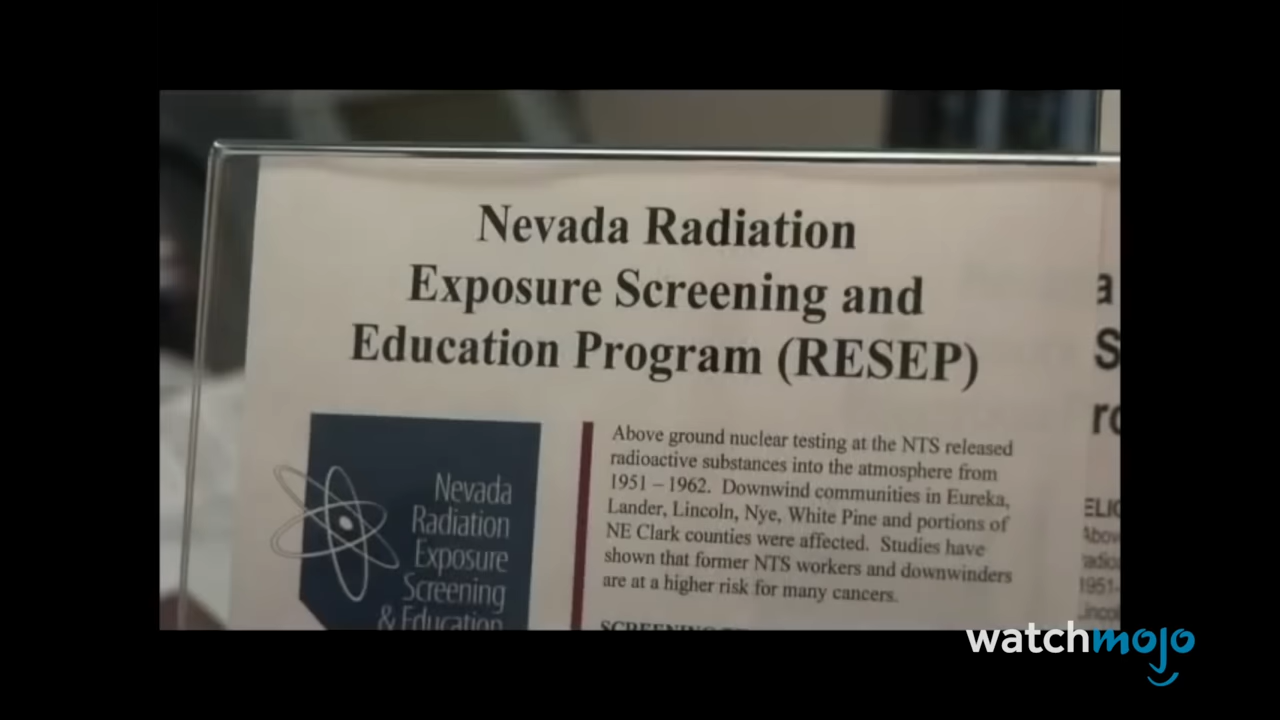 Nevada Radiation
Exposure Screening and
Education Program (RESEP)
Nevada
Radiation
Exposure
Screening
& Education
Above ground nuclear testing at the NTS released
radioactive substances into the atmosphere from
1951 – 1962. Downwind communities in Eureka,
Lander, Lincoln, Nye, White Pine and portions of
NE Clark counties were affected. Studies have
shown that former NTS workers and downwinders
are at a higher risk for many cancers.
watchmojo